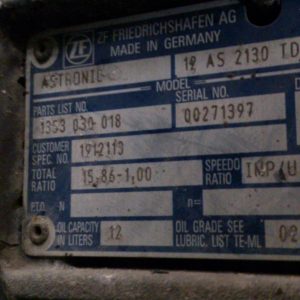 ZF FRIEDRICHSHAFEN AG
MADE IN GERMANY
ASTRONIC
12 AS 2130 T.D
MODEL
PARTS LIST NO.
SERIAL NO.
1353 030 018
00271397
CUSTOMER SPEC. NO.
1912113
TOTAL RATIO
15,86-1,00
SPEEDO RATIO
IMP/U
P.T.O. N
n=
OIL CAPACITY IN LITERS
12
OIL GRADE SEE LUBRIC. LIST TE-ML
02